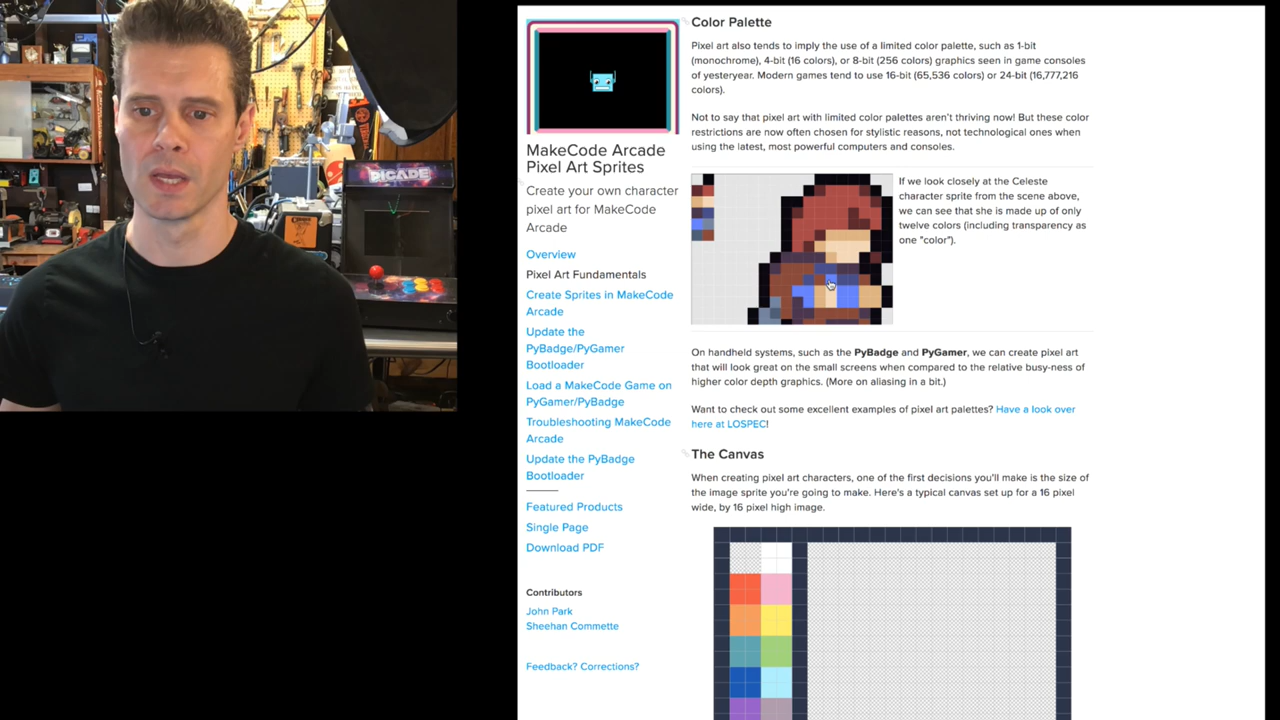 PICADE
MakeCode Arcade
Pixel Art Sprites
Create your own character
pixel art for MakeCode
Arcade
Overview
Pixel Art Fundamentals
Create Sprites in MakeCode
Arcade
Update the
PyBadge/PyGamer
Bootloader
Load a MakeCode Game on
PyGamer/PyBadge
Troubleshooting MakeCode
Arcade
Update the PyBadge
Bootloader
Featured Products
Single Page
Download PDF
Contributors
John Park
Sheehan Commette
Feedback? Corrections?
Color Palette
Pixel art also tends to imply the use of a limited color palette, such as 1-bit
(monochrome), 4-bit (16 colors), or 8-bit (256 colors) graphics seen in game consoles
of yesteryear. Modern games tend to use 16-bit (65,536 colors) or 24-bit (16,777,216
colors).
Not to say that pixel art with limited color palettes aren't thriving now! But these color
restrictions are now often chosen for stylistic reasons, not technological ones when
using the latest, most powerful computers and consoles.
If we look closely at the Celeste
character sprite from the scene above,
we can see that she is made up of only
twelve colors (including transparency as
one "color").
On handheld systems, such as the PyBadge and PyGamer, we can create pixel art
that will look great on the small screens when compared to the relative busy-ness of
higher color depth graphics. (More on aliasing in a bit.)
Want to check out some excellent examples of pixel art palettes? Have a look over
here at LOSPEC!
The Canvas
When creating pixel art characters, one of the first decisions you'll make is the size of
the image sprite you're going to make. Here's a typical canvas set up for a 16 pixel
wide, by 16 pixel high image.